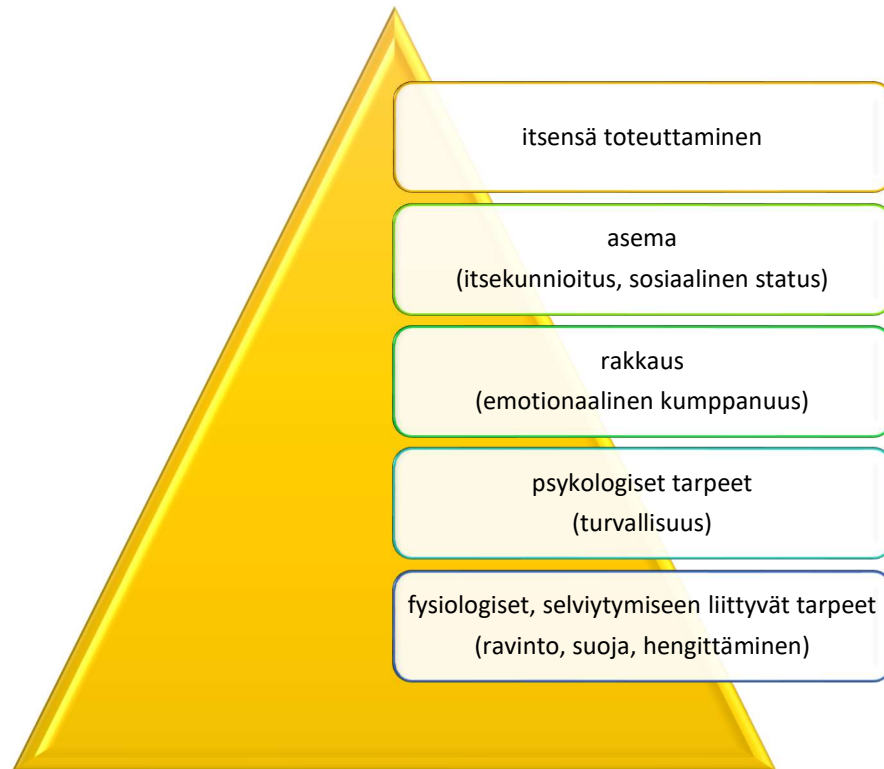 itsensä toteuttaminen
asema
(itsekunnioitus, sosiaalinen status)
rakkaus
(emotionaalinen kumppanuus)
psykologiset tarpeet
(turvallisuus)
fysiologiset, selviytymiseen liittyvät tarpeet
(ravinto, suoja, hengittäminen)